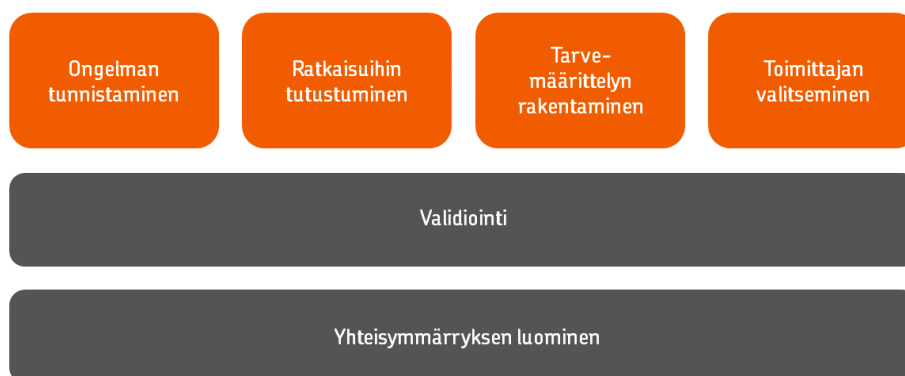 Ongelman
tunnistaminen
Ratkaisuihin
tutustuminen
Tarve-
määrittelyn
rakentaminen
Toimittajan
valitseminen
Validiointi
Yhteisymmärryksen luominen